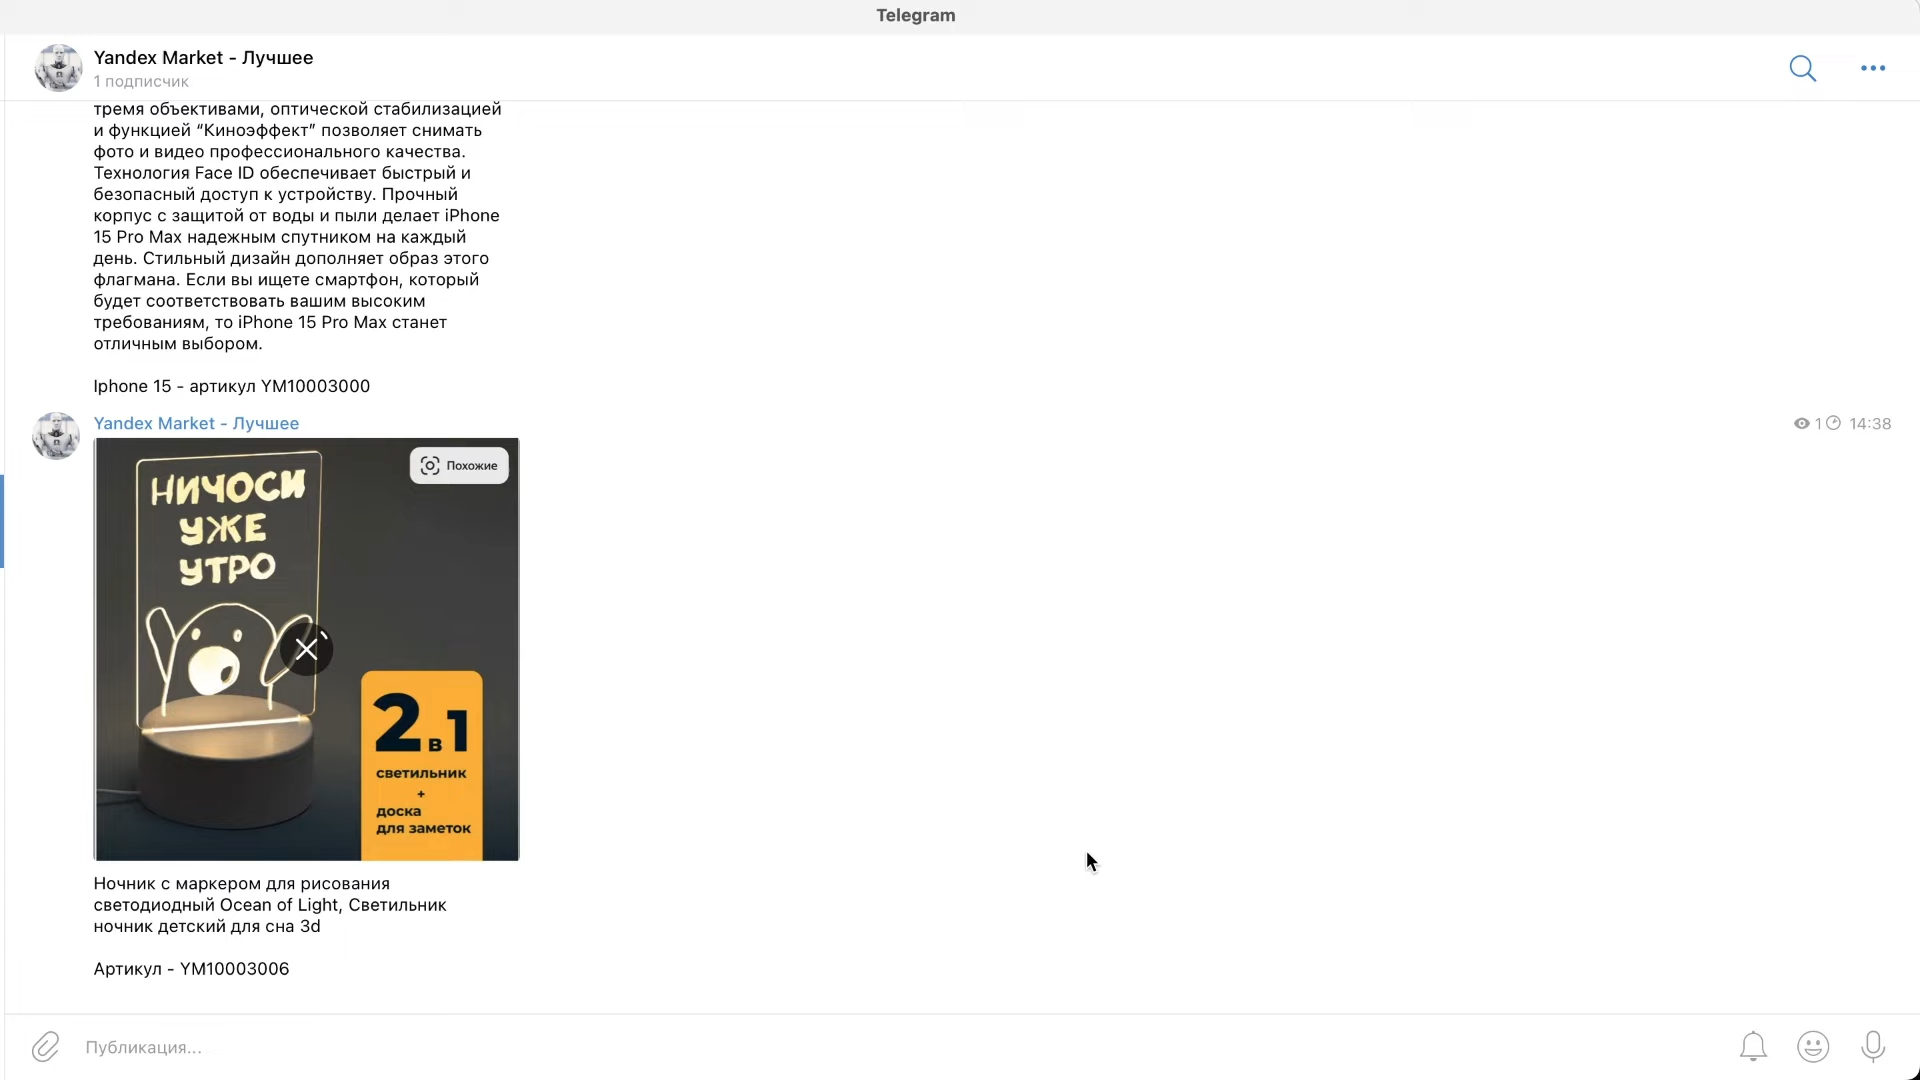 Telegram
Yandex Market - Лучшее
1 подписчик
тремя объективами, оптической стабилизацией
и функцией “Киноэффект” позволяет снимать
фото и видео профессионального качества.
Технология Face ID обеспечивает быстрый и
безопасный доступ к устройству. Прочный
корпус с защитой от воды и пыли делает iPhone
15 Pro Max надежным спутником на каждый
день. Стильный дизайн дополняет образ этого
флагмана. Если вы ищете смартфон, который
будет соответствовать вашим высоким
требованиям, то iPhone 15 Pro Max станет
отличным выбором.
Iphone 15 - артикул YM10003000
Yandex Market - Лучшее
1 14:38
Похожие
НИЧОСИ
УЖЕ
УТРО
2 в 1
светильник
+
доска
для заметок
Ночник с маркером для рисования
светодиодный Ocean of Light, Светильник
ночник детский для сна 3d
Артикул - YM10003006
Публикация...